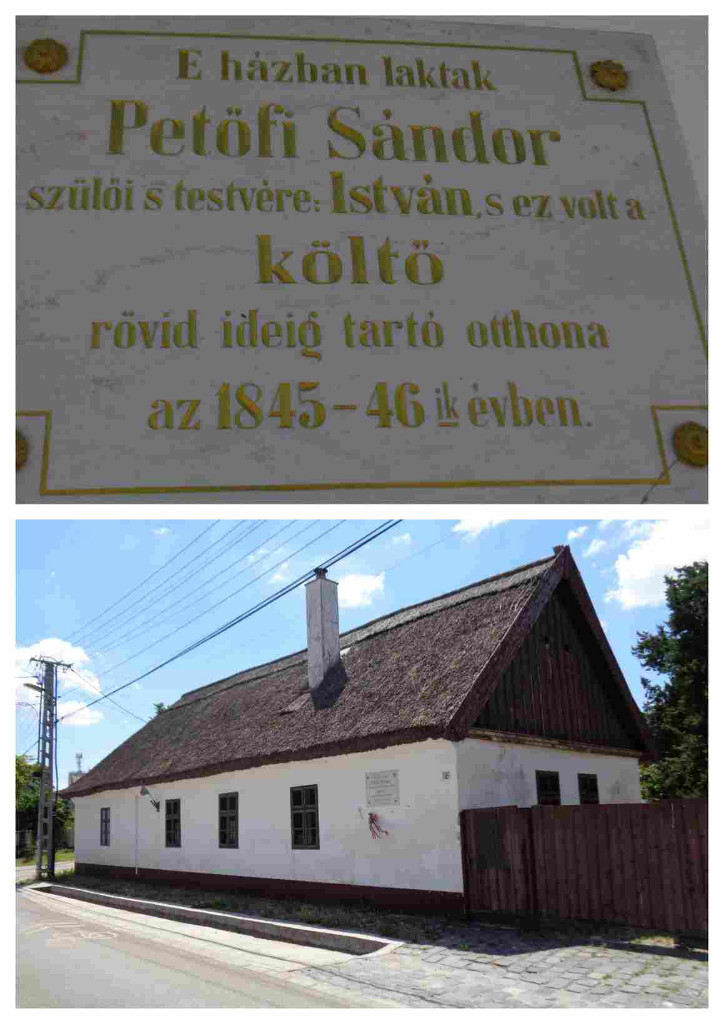 E házban laktak
Petőfi Sándor
szülői s testvére: István, s ez volt a
költő
rövid ideig tartó otthona
az 1845-46 ik évben.